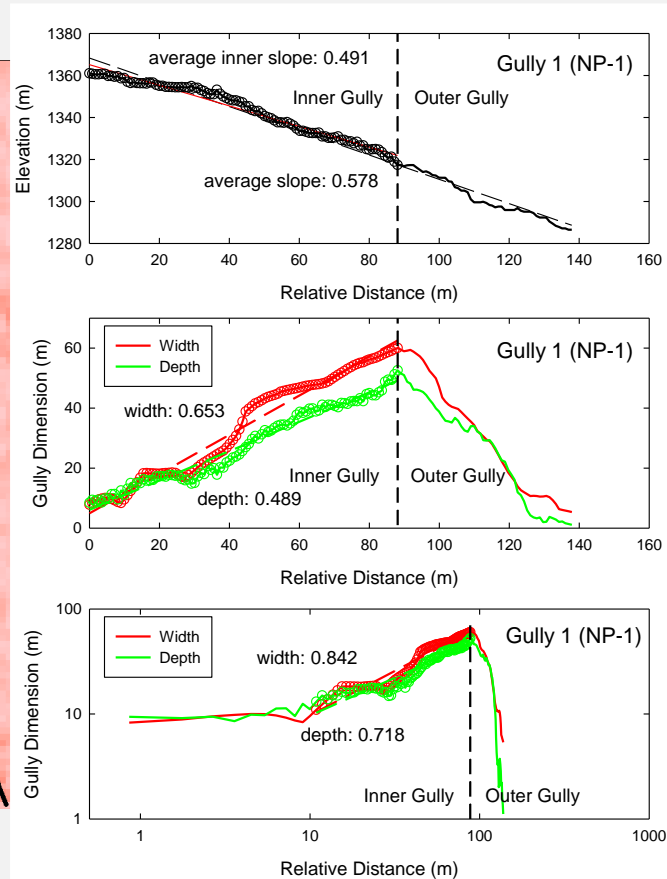 1380
1360
1340
1320
1300
1280
Elevation (m)
average inner slope: 0.491
Gully 1 (NP-1)
Inner Gully
Outer Gully
average slope: 0.578
0 20 40 60 80 100 120 140 160
Relative Distance (m)
60
40
20
0
Gully Dimension (m)
Width
Depth
Gully 1 (NP-1)
width: 0.653
Inner Gully
Outer Gully
depth: 0.489
0 20 40 60 80 100 120 140 160
Relative Distance (m)
100
10
1
Gully Dimension (m)
Width
Depth
Gully 1 (NP-1)
width: 0.842
depth: 0.718
Inner Gully
Outer Gully
1 10 100 1000
Relative Distance (m)